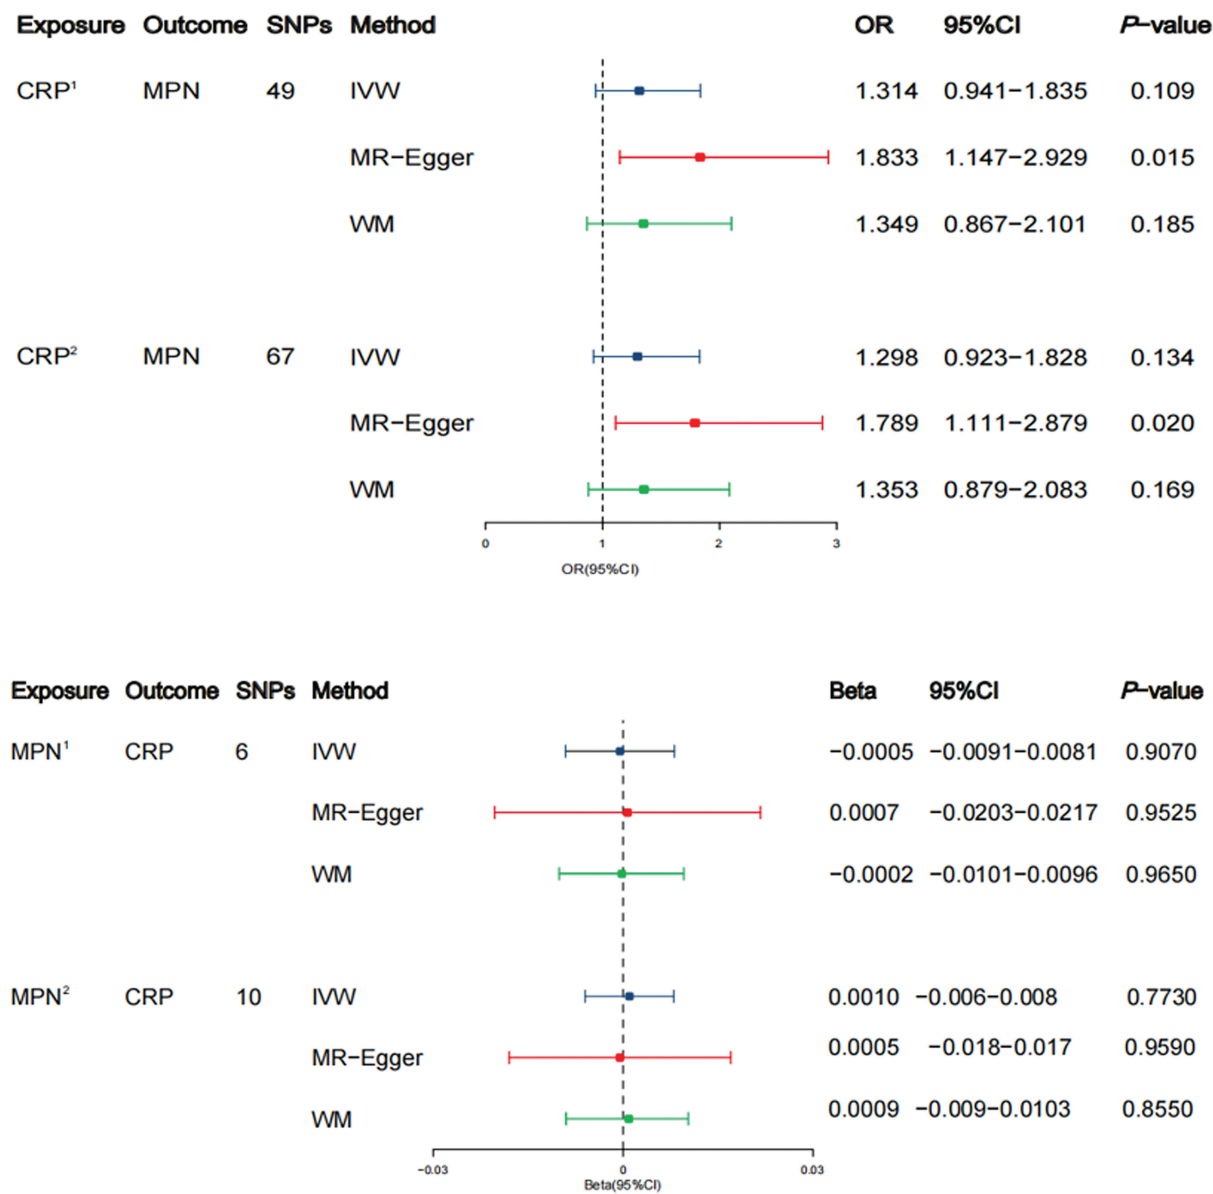 Exposure Outcome SNPs Method OR 95%CI P−value
CRP¹ MPN 49 IVW 1.314 0.941−1.835 0.109
MR−Egger 1.833 1.147−2.929 0.015
WM 1.349 0.867−2.101 0.185
CRP² MPN 67 IVW 1.298 0.923−1.828 0.134
MR−Egger 1.789 1.111−2.879 0.020
WM 1.353 0.879−2.083 0.169
0 1 2 3
OR(95%CI)
Exposure Outcome SNPs Method Beta 95%CI P−value
MPN¹ CRP 6 IVW −0.0005 −0.0091−0.0081 0.9070
MR−Egger 0.0007 −0.0203−0.0217 0.9525
WM −0.0002 −0.0101−0.0096 0.9650
MPN² CRP 10 IVW 0.0010 −0.006−0.008 0.7730
MR−Egger 0.0005 −0.018−0.017 0.9590
WM 0.0009 −0.009−0.0103 0.8550
−0.03 0 0.03
Beta(95%CI)